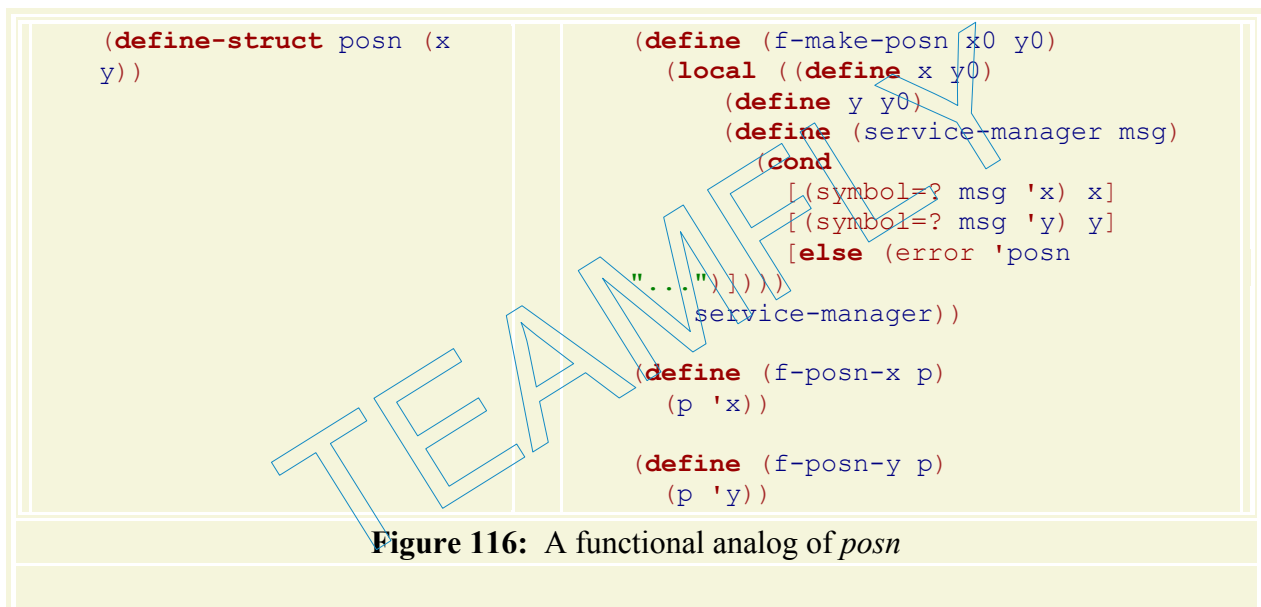 (define-struct posn (x
y))
(define (f-make-posn x0 y0)
(local ((define x y0)
(define y y0)
(define (service-manager msg)
(cond
[(symbol=? msg 'x) x]
[(symbol=? msg 'y) y]
[else (error 'posn
"...")])))
service-manager))
(define (f-posn-x p)
(p 'x))
(define (f-posn-y p)
(p 'y))
TEAMFLY
Figure 116: A functional analog of posn